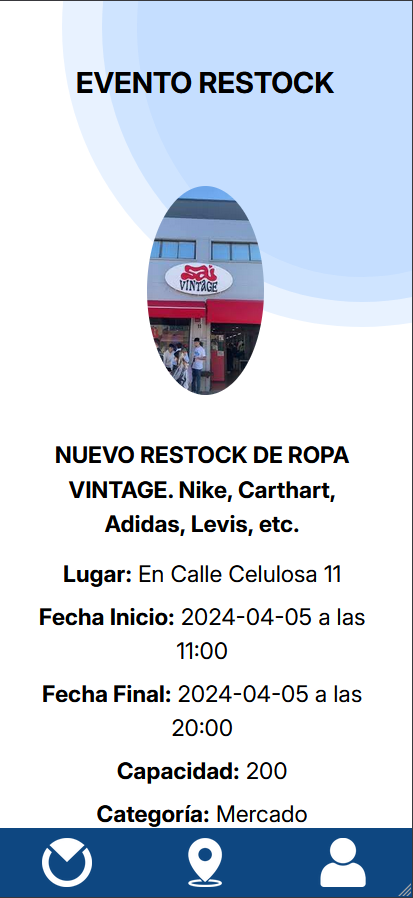 EVENTO RESTOCK
sai
VINTAGE
11
NUEVO RESTOCK DE ROPA
VINTAGE. Nike, Carthart,
Adidas, Levis, etc.
Lugar: En Calle Celulosa 11
Fecha Inicio: 2024-04-05 a las
11:00
Fecha Final: 2024-04-05 a las
20:00
Capacidad: 200
Categoría: Mercado